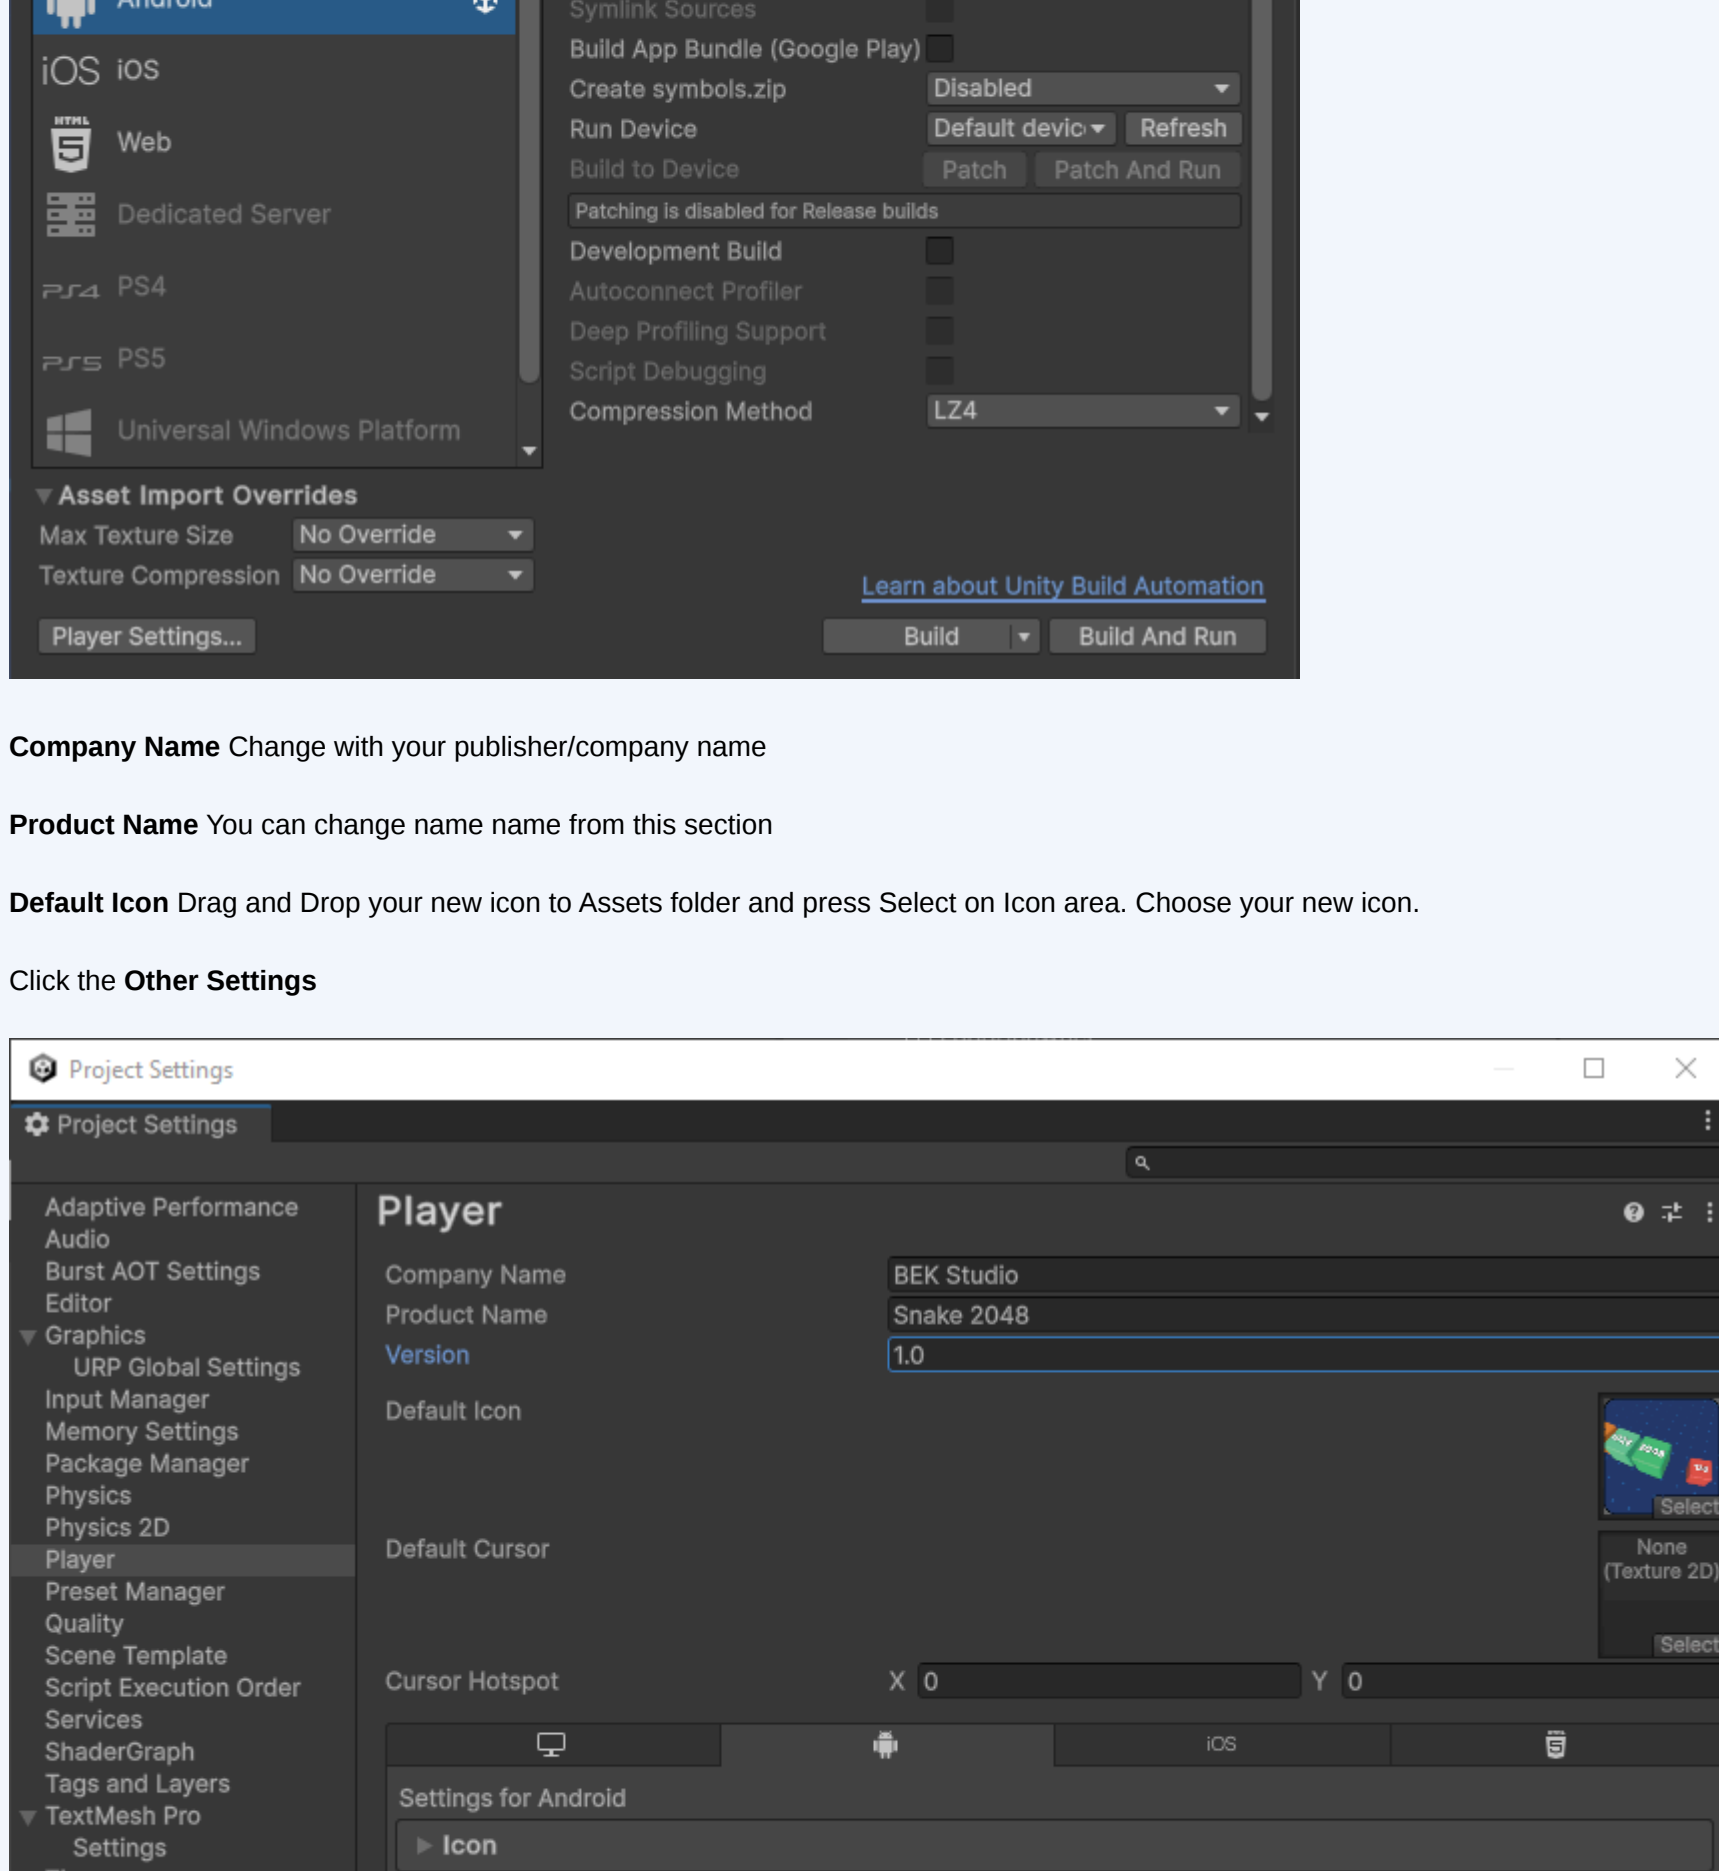 Android
Symlink Sources
Build App Bundle (Google Play)
iOS iOS
Create symbols.zip Disabled
Run Device Default devic Refresh
HTML
5 Web
Build to Device Patch Patch And Run
Patching is disabled for Release builds
Dedicated Server
Development Build
PS4 PS4
Autoconnect Profiler
Deep Profiling Support
PS5 PS5
Script Debugging
Compression Method LZ4
Universal Windows Platform
Asset Import Overrides
Max Texture Size No Override
Texture Compression No Override
Learn about Unity Build Automation
Player Settings... Build Build And Run
Company Name Change with your publisher/company name
Product Name You can change name name from this section
Default Icon Drag and Drop your new icon to Assets folder and press Select on Icon area. Choose your new icon.
Click the Other Settings
Project Settings
Project Settings
Adaptive Performance
Audio
Burst AOT Settings
Editor
Graphics
URP Global Settings
Input Manager
Memory Settings
Package Manager
Physics
Physics 2D
Player
Preset Manager
Quality
Scene Template
Script Execution Order
Services
ShaderGraph
Tags and Layers
TextMesh Pro
Settings
Player
Company Name BEK Studio
Product Name Snake 2048
Version 1.0
Default Icon
Select
Default Cursor
None
(Texture 2D)
Select
Cursor Hotspot X 0 Y 0
iOS
5
Settings for Android
Icon